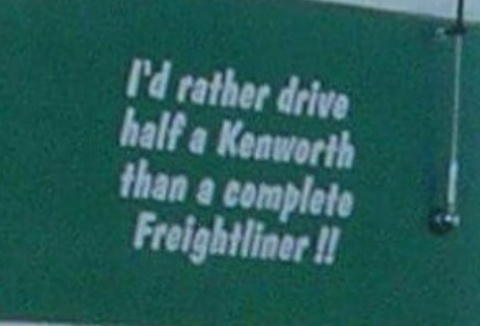 I'd rather drive
half a Kenworth
than a complete
Freightliner !!